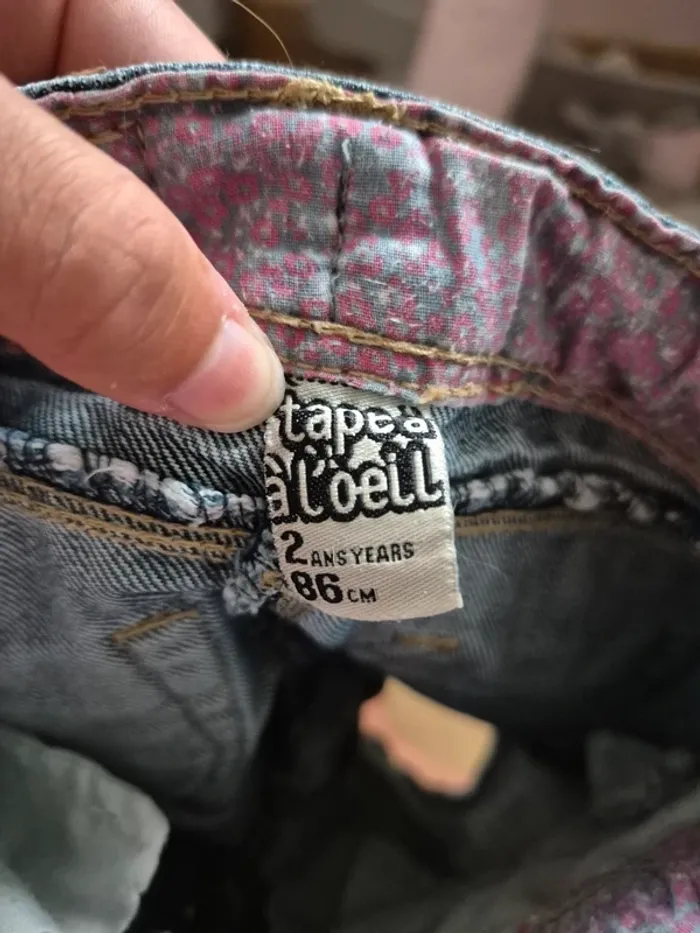 tape à
à l'oeil
2 ANS YEARS
86 CM